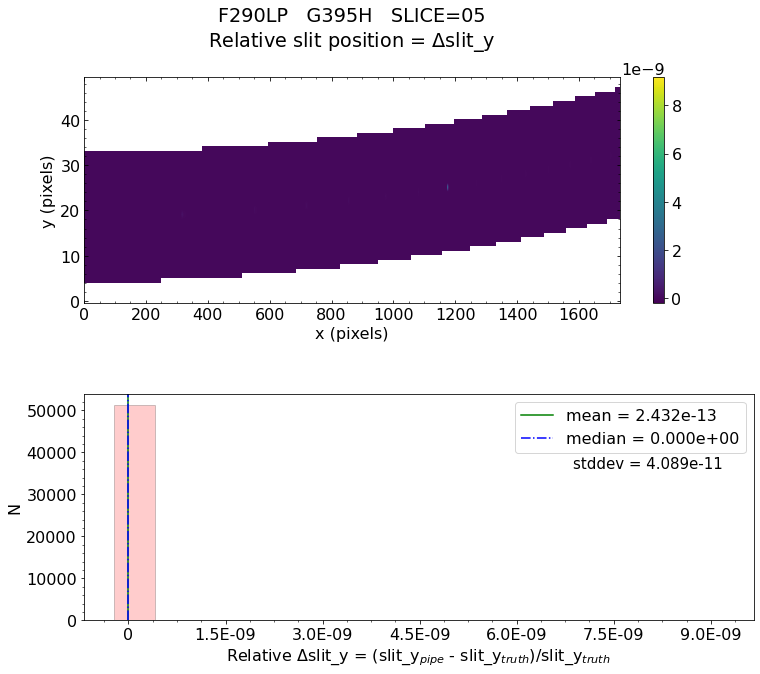 F290LP G395H SLICE=05
Relative slit position = Δslit_y
1e−9
40
30
20
10
0
y (pixels)
0 200 400 600 800 1000 1200 1400 1600
x (pixels)
8
6
4
2
0
50000
40000
30000
20000
10000
0
N
mean = 2.432e-13
median = 0.000e+00
stddev = 4.089e-11
0 1.5E-09 3.0E-09 4.5E-09 6.0E-09 7.5E-09 9.0E-09
Relative Δslit_y = (slit_y_pipe - slit_y_truth)/slit_y_truth